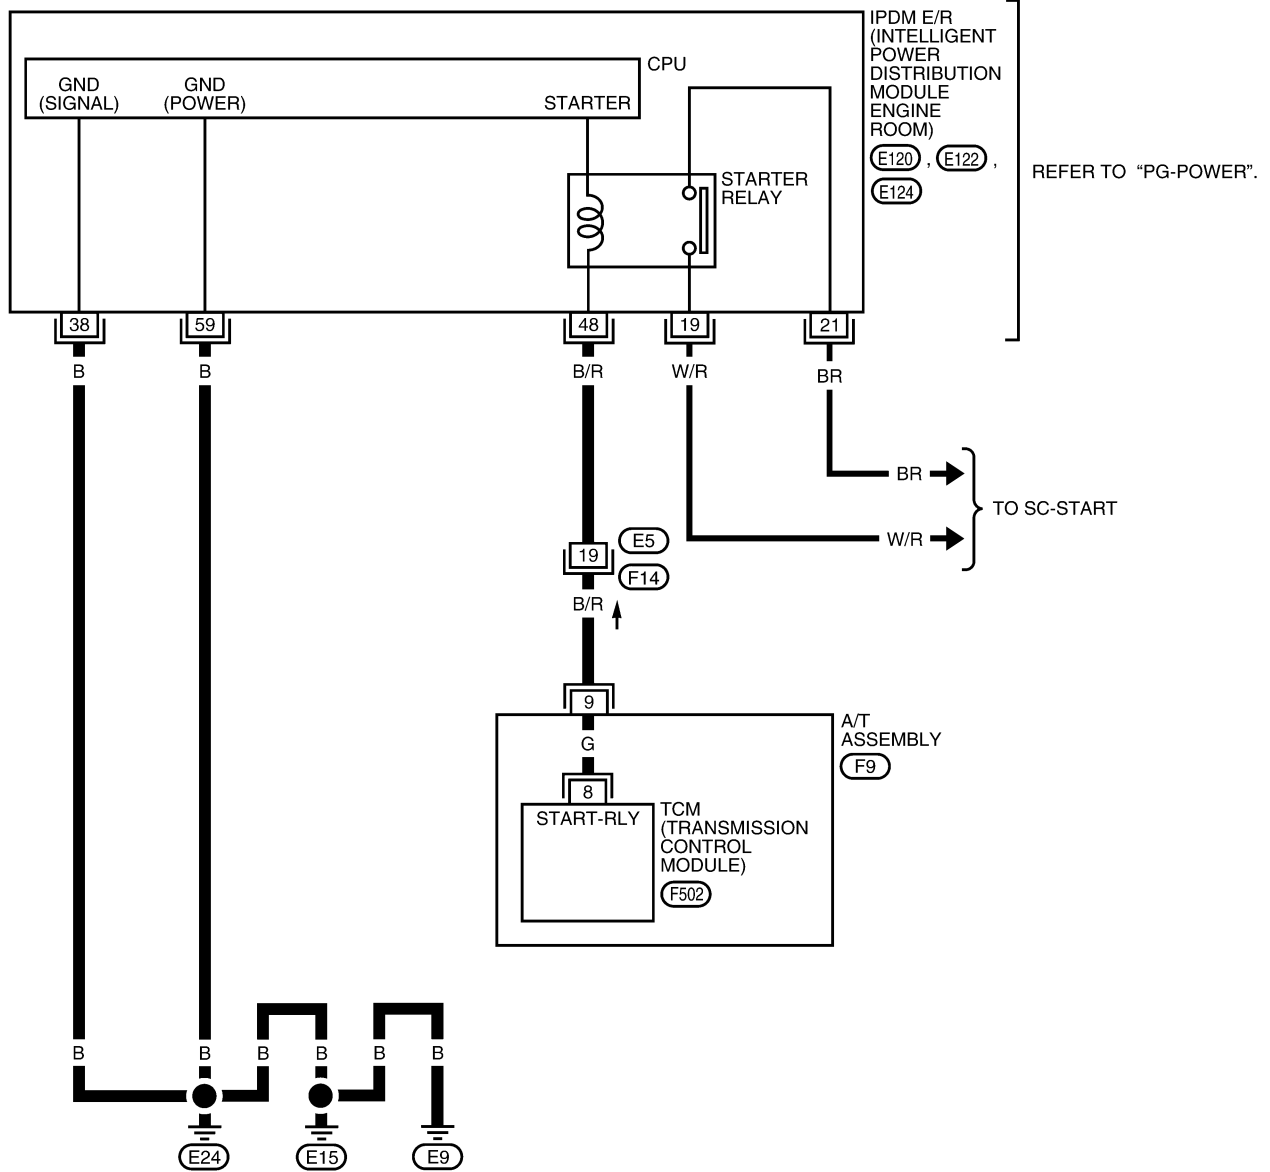 IPDM E/R
(INTELLIGENT
POWER
DISTRIBUTION
MODULE
ENGINE
ROOM)
E120 , E122 ,
E124
REFER TO “PG-POWER”.
CPU
GND
(SIGNAL)
GND
(POWER)
STARTER
STARTER
RELAY
38
59
48
19
21
B
B
B/R
W/R
BR
BR
TO SC-START
W/R
19
E5
F14
B/R
9
A/T
ASSEMBLY
F9
G
8
START-RLY
TCM
(TRANSMISSION
CONTROL
MODULE)
F502
B
B
B
B
B
B
E24
E15
E9